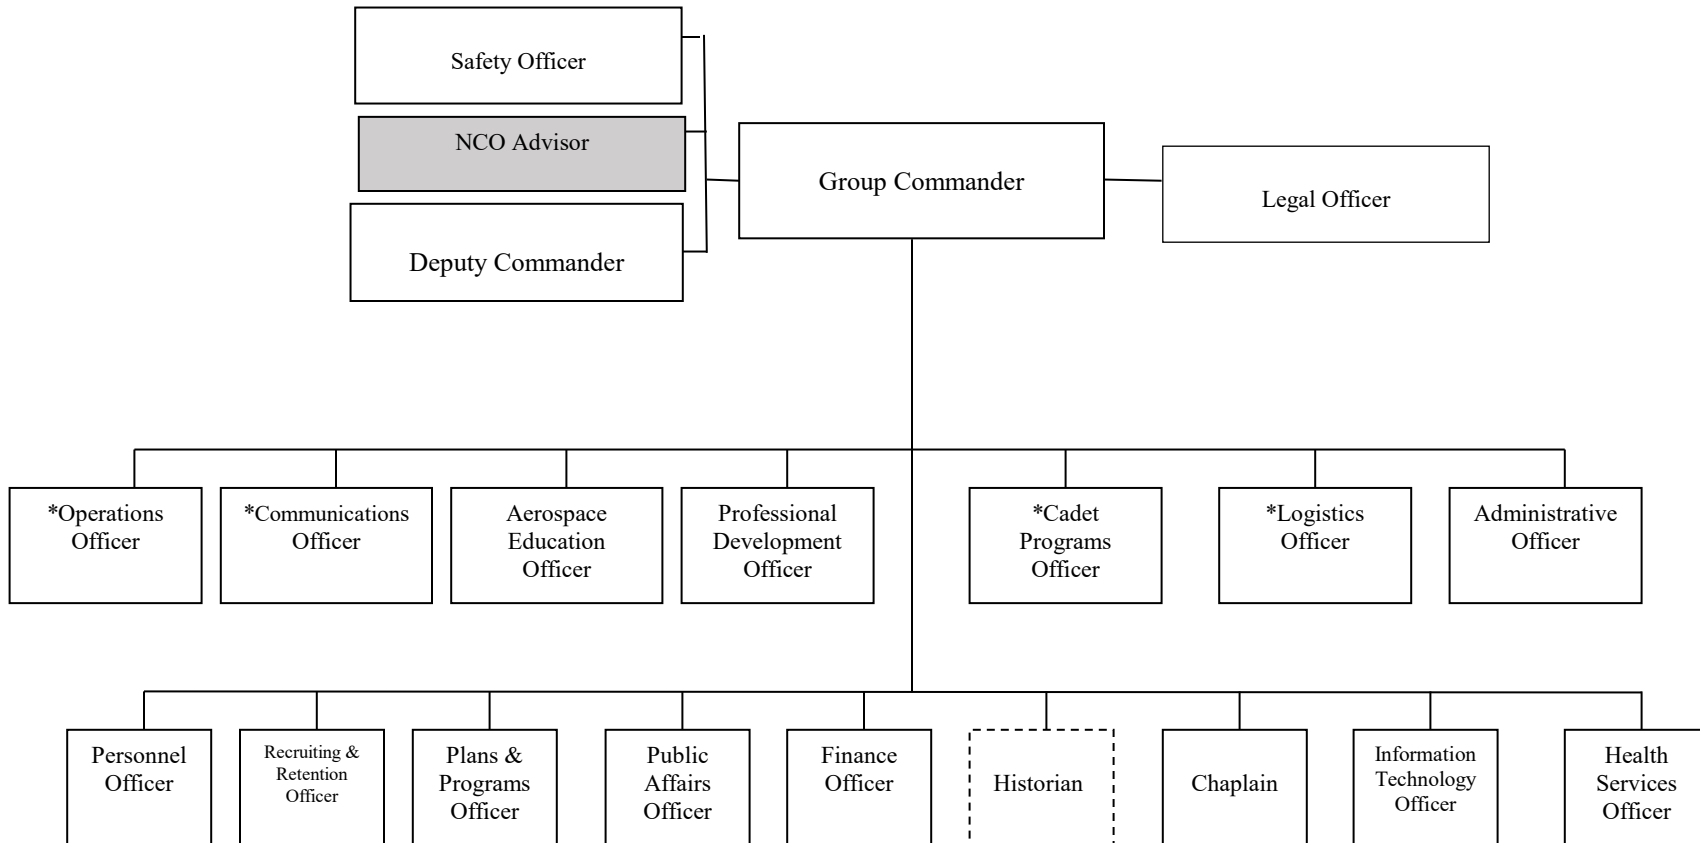 Safety Officer
NCO Advisor
Group Commander
Legal Officer
Deputy Commander
*Operations
Officer
*Communications
Officer
Aerospace
Education
Officer
Professional
Development
Officer
*Cadet
Programs
Officer
*Logistics
Officer
Administrative
Officer
Personnel
Officer
Recruiting &
Retention
Officer
Plans &
Programs
Officer
Public
Affairs
Officer
Finance
Officer
Historian
Chaplain
Information
Technology
Officer
Health
Services
Officer